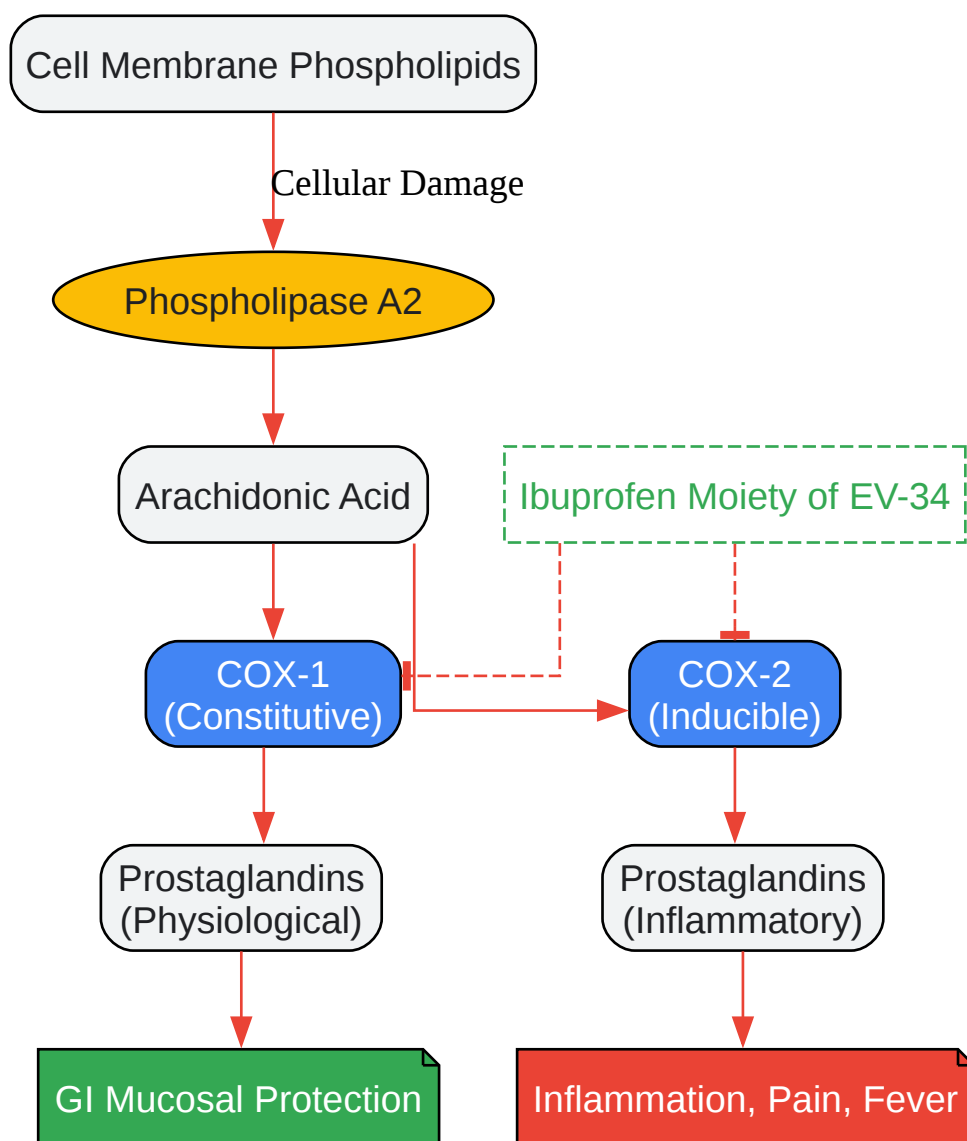 Cell Membrane Phospholipids
Cellular Damage
Phospholipase A2
Arachidonic Acid
Ibuprofen Moiety of EV-34
COX-1
(Constitutive)
COX-2
(Inducible)
Prostaglandins
(Physiological)
Prostaglandins
(Inflammatory)
GI Mucosal Protection
Inflammation, Pain, Fever